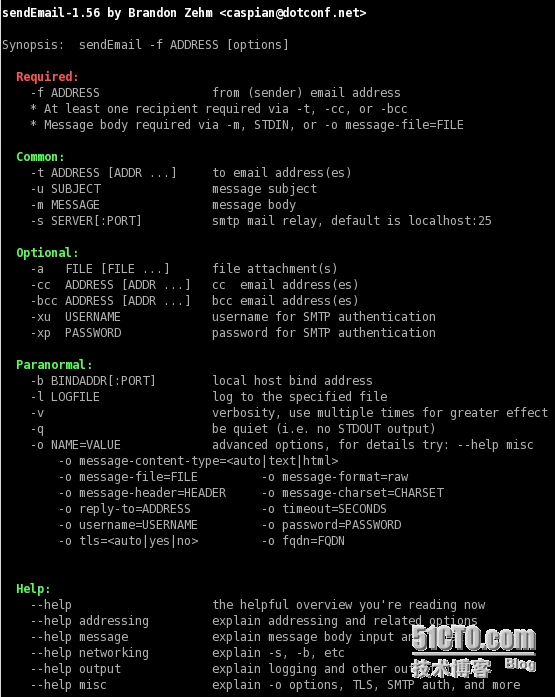 sendEmail-1.56 by Brandon Zehm <caspian@dotconf.net>
Synopsis:  sendEmail -f ADDRESS [options]
Required:
-f ADDRESS                from (sender) email address
* At least one recipient required via -t, -cc, or -bcc
* Message body required via -m, STDIN, or -o message-file=FILE
Common:
-t ADDRESS [ADDR ...]     to email address(es)
-u SUBJECT                message subject
-m MESSAGE                message body
-s SERVER[:PORT]          smtp mail relay, default is localhost:25
Optional:
-a   FILE [FILE ...]      file attachment(s)
-cc  ADDRESS [ADDR ...]   cc  email address(es)
-bcc ADDRESS [ADDR ...]   bcc email address(es)
-xu  USERNAME             username for SMTP authentication
-xp  PASSWORD             password for SMTP authentication
Paranormal:
-b BINDADDR[:PORT]        local host bind address
-l LOGFILE                log to the specified file
-v                        verbosity, use multiple times for greater effect
-q                        be quiet (i.e. no STDOUT output)
-o NAME=VALUE             advanced options, for details try: --help misc
-o message-content-type=<auto|text|html>
-o message-file=FILE         -o message-format=raw
-o message-header=HEADER     -o message-charset=CHARSET
-o reply-to=ADDRESS          -o timeout=SECONDS
-o username=USERNAME         -o password=PASSWORD
-o tls=<auto|yes|no>         -o fqdn=FQDN
Help:
--help                    the helpful overview you're reading now
--help addressing         explain addressing and related options
--help message            explain message body input
--help networking         explain -s, -b, etc
--help output             explain logging and other
--help misc               explain -o options, TLS, SMTP auth, and more
51CTO.com
技术博客 Blog